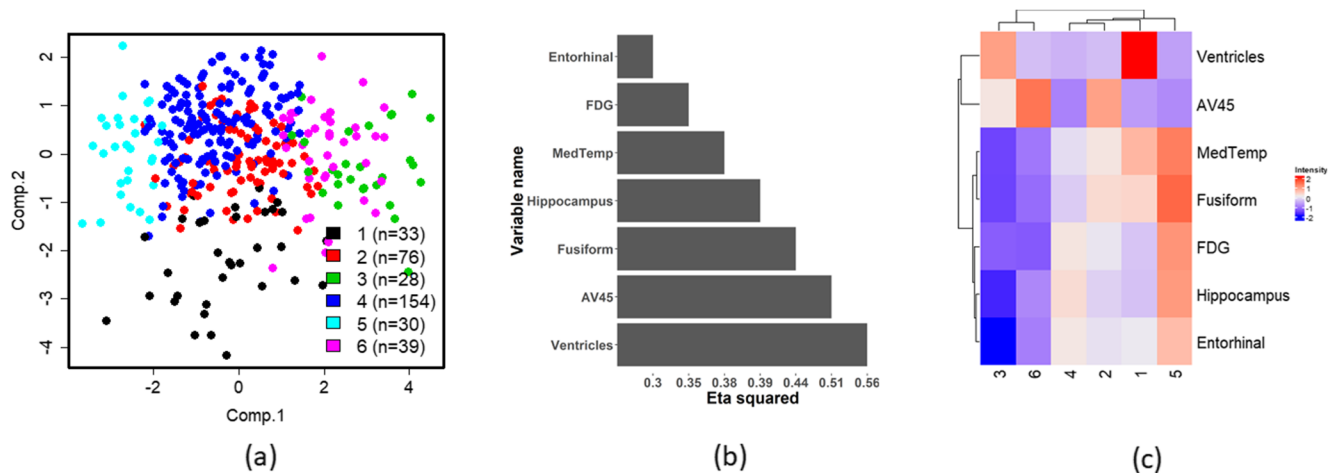 Comp.2
2
1
0
-1
-2
-3
-4
-2
0
2
4
Comp.1
1 (n=33)
2 (n=76)
3 (n=28)
4 (n=154)
5 (n=30)
6 (n=39)
(a)
Variable name
Entorhinal
FDG
MedTemp
Hippocampus
Fusiform
AV45
Ventricles
0.3 0.35 0.38 0.39 0.44 0.51 0.56
Eta squared
(b)
Ventricles
AV45
MedTemp
Fusiform
FDG
Hippocampus
Entorhinal
3 6 4 2 1 5
Intensity
2
1
0
-1
-2
(c)